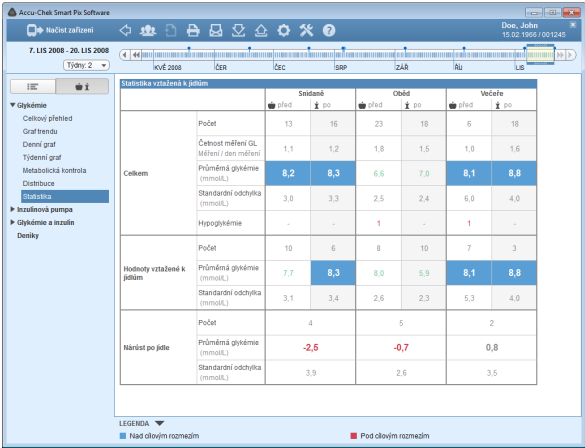 Accu-Chek Smart Pix Software
Načíst zařízení
Doe, John
15.02.1966 / 001245
7. LIS 2008 - 20. LIS 2008
Týdny: 2
KVĚ 2008 ČER ČEC SRP ZÁŘ ŘÍJ LIS
Glykémie
Celkový přehled
Graf trendu
Denní graf
Týdenní graf
Metabolická kontrola
Distribuce
Statistika
Inzulinová pumpa
Glykémie a inzulin
Deníky
Statistika vztažená k jídlům
Snídaně Oběd Večeře
před po před po před po
Celkem
Počet 13 16 23 18 6 18
Četnost měření GL
Měření / den měření
1,1 1,2 1,8 1,5 1,0 1,6
Průměrná glykémie
(mmol/L)
8,2 8,3 6,6 7,0 8,1 8,8
Standardní odchylka
(mmol/L)
3,0 3,3 2,5 2,4 6,0 4,0
Hypoglykémie - - 1 - 1 -
Hodnoty vztažené k
jídlům
Počet 10 6 8 10 7 3
Průměrná glykémie
(mmol/L)
7,7 8,3 8,0 5,9 8,1 8,8
Standardní odchylka
(mmol/L)
3,1 3,4 2,6 2,3 5,3 4,0
Nárůst po jídle
Počet 4 5 2
Průměrná glykémie
(mmol/L)
-2,5 -0,7 0,8
Standardní odchylka
(mmol/L)
3,9 2,6 3,5
LEGENDA
Nad cílovým rozmezím
Pod cílovým rozmezím